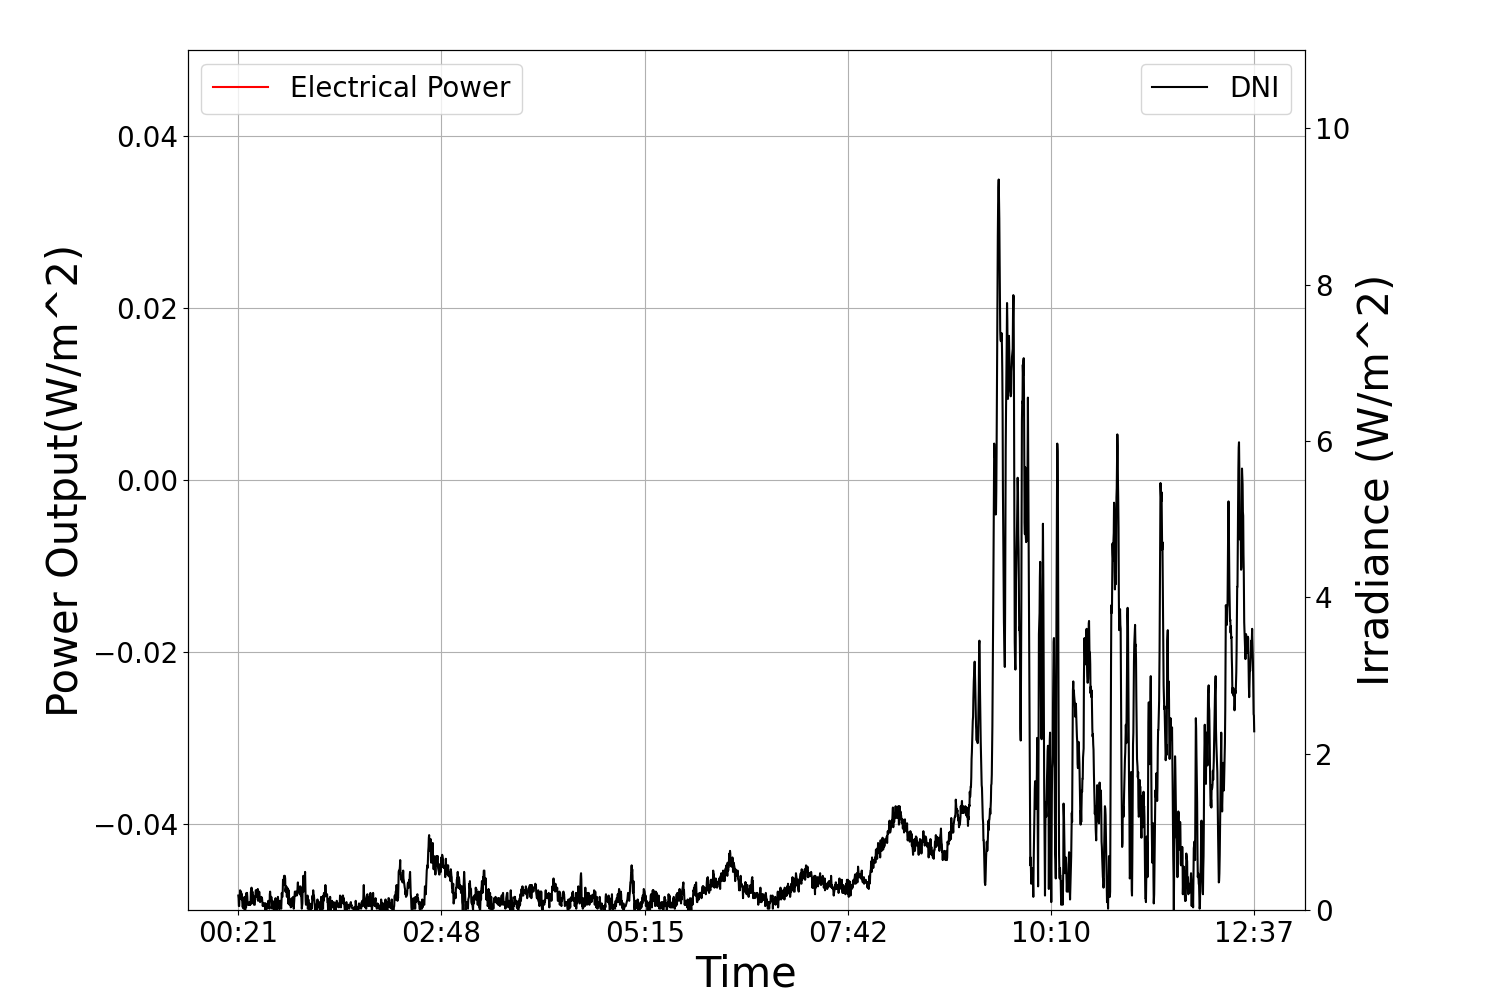 Electrical Power
DNI
0.04
0.02
0.00
−0.02
−0.04
Power Output(W/m^2)
10
8
6
4
2
0
Irradiance (W/m^2)
00:21 02:48 05:15 07:42 10:10 12:37
Time